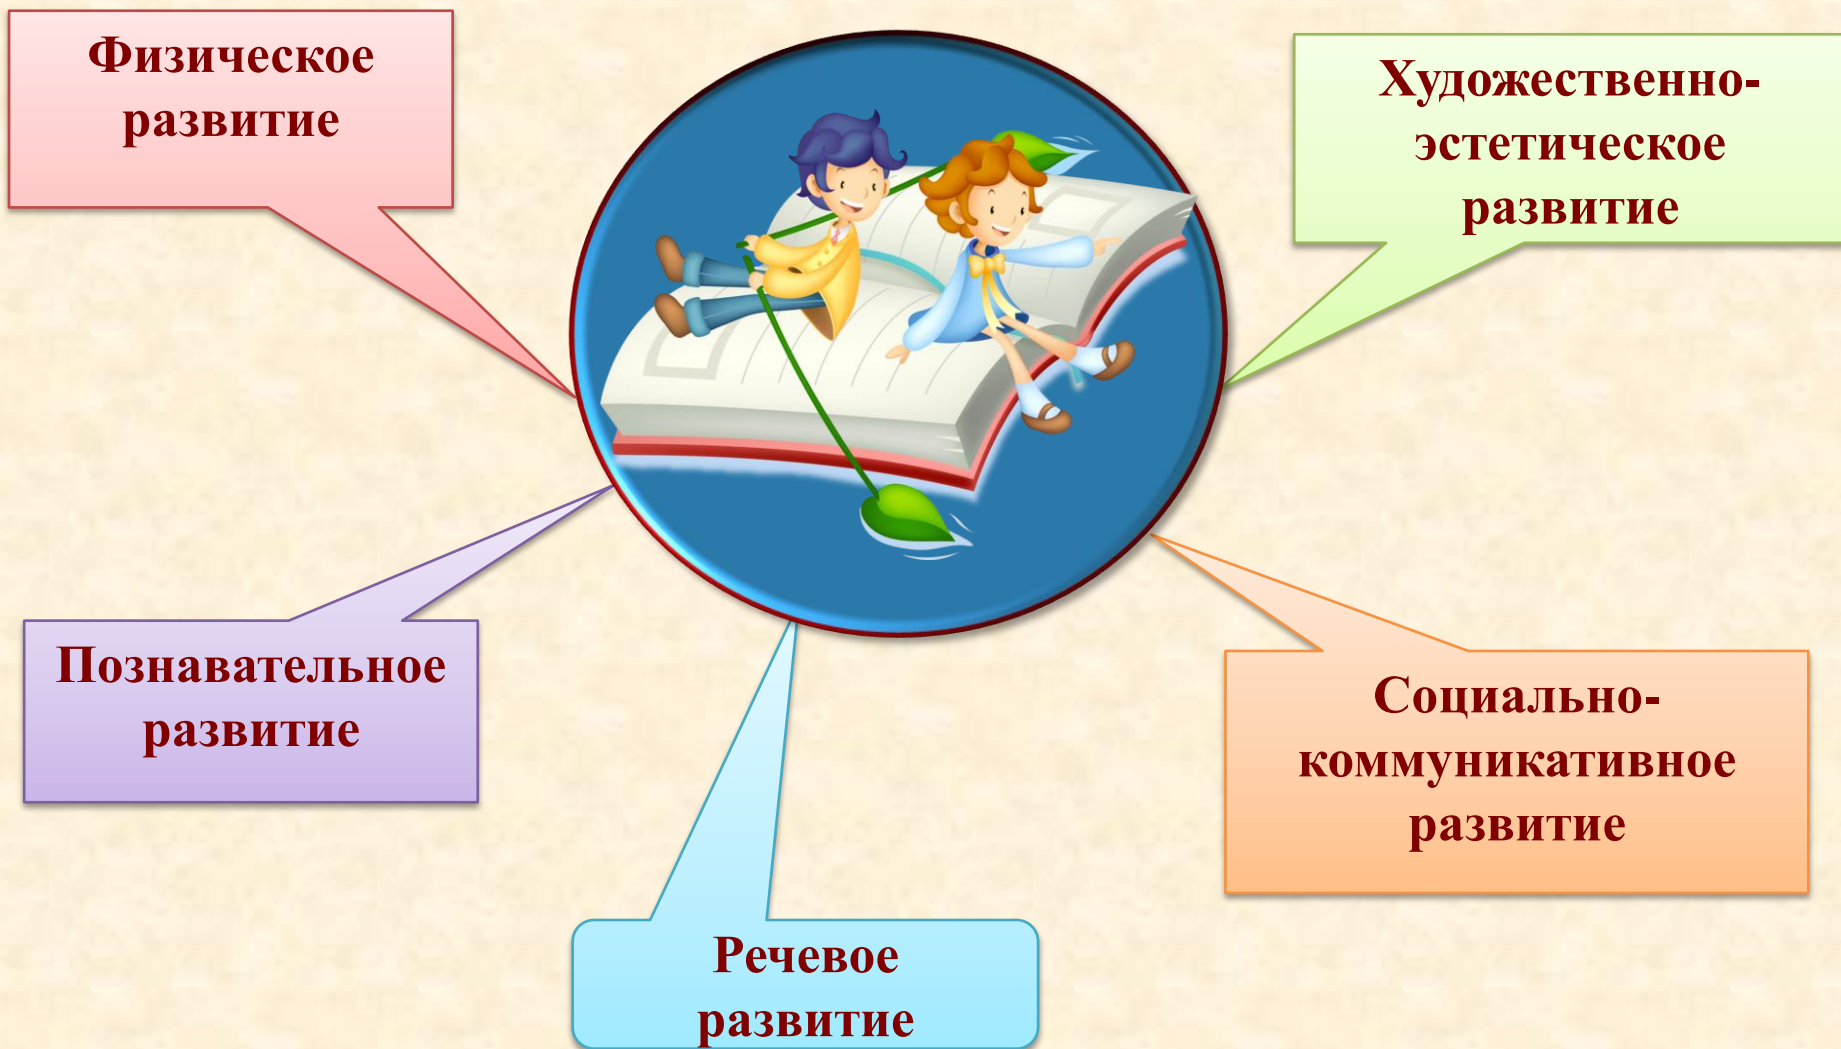 Физическое
развитие
Художественно-
эстетическое
развитие
Познавательное
развитие
Социально-
коммуникативное
развитие
Речевое
развитие